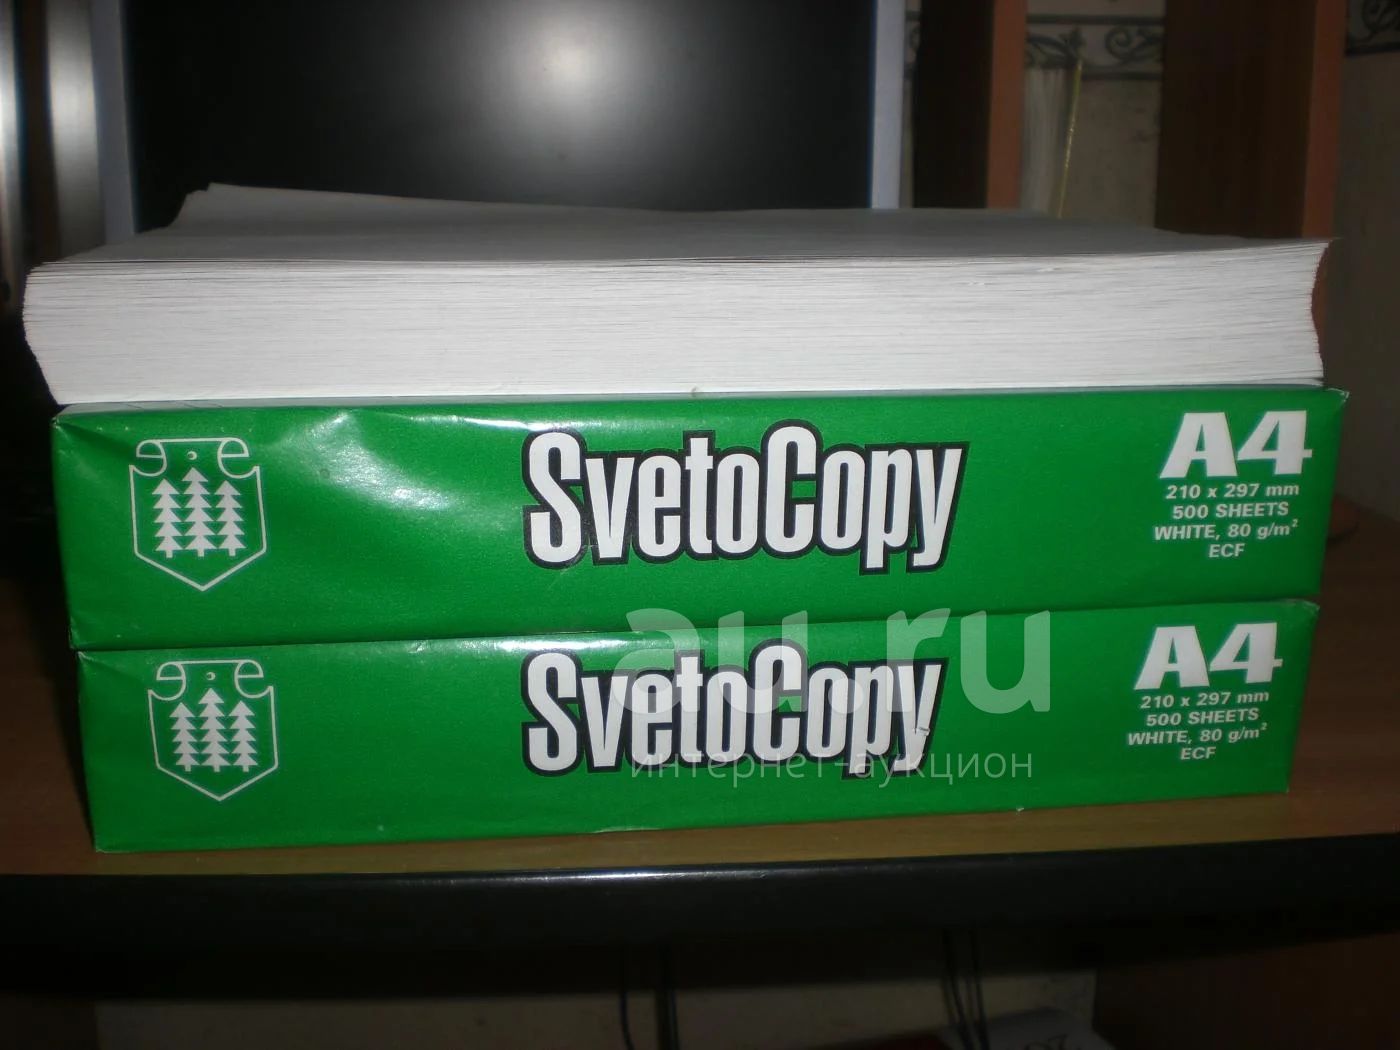 SvetoCopy
A4
210 x 297 mm
500 SHEETS
WHITE, 80 g/m²
ECF
au.ru
SvetoCopy
интернет-аукцион
A4
210 x 297 mm
500 SHEETS
WHITE, 80 g/m²
ECF